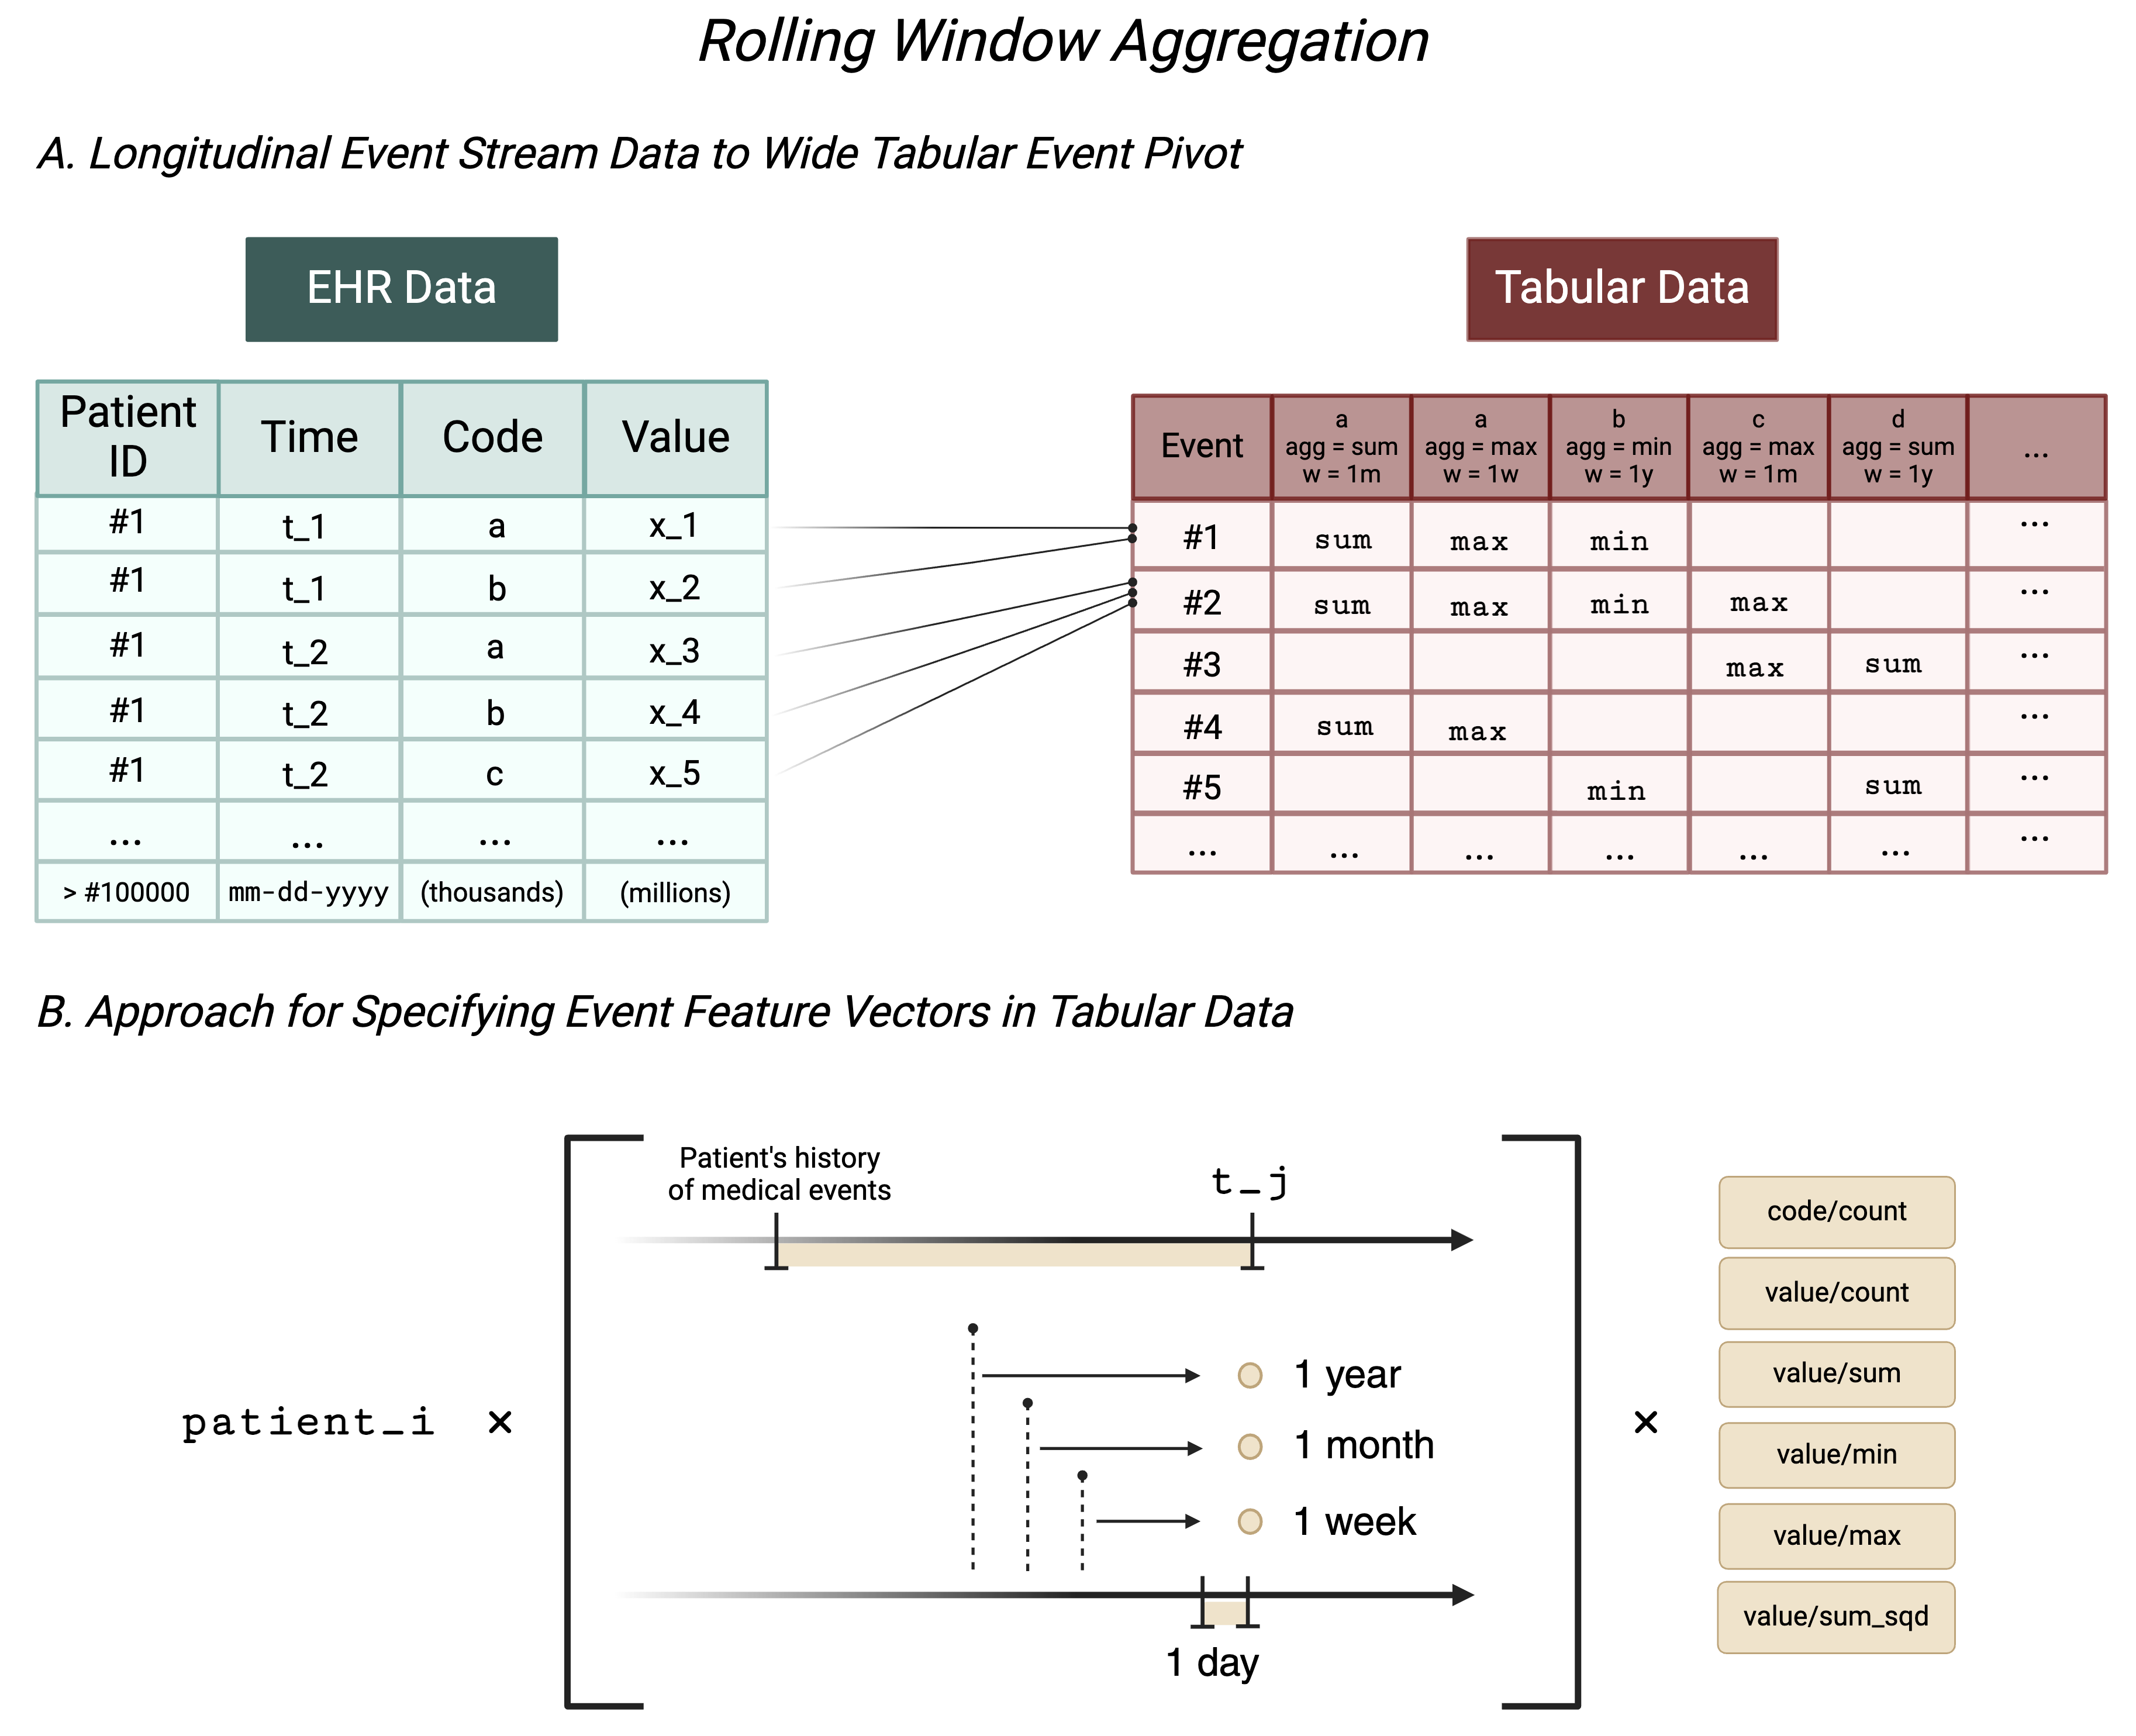 Rolling Window Aggregation
A. Longitudinal Event Stream Data to Wide Tabular Event Pivot
EHR Data
Patient ID Time Code Value
#1 t_1 a x_1
#1 t_1 b x_2
#1 t_2 a x_3
#1 t_2 b x_4
#1 t_2 c x_5
... ... ... ...
> #100000 mm-dd-yyyy (thousands) (millions)
Tabular Data
Event a agg = sum w = 1m a agg = max w = 1w b agg = min w = 1y c agg = max w = 1m d agg = sum w = 1y ...
#1 sum max min ...
#2 sum max min max ...
#3 max sum ...
#4 sum max ...
#5 min sum ...
... ... ... ... ... ... ...
B. Approach for Specifying Event Feature Vectors in Tabular Data
patient_i ×
Patient's history
of medical events
t_j
1 year
1 month
1 week
1 day
×
code/count
value/count
value/sum
value/min
value/max
value/sum_sqd